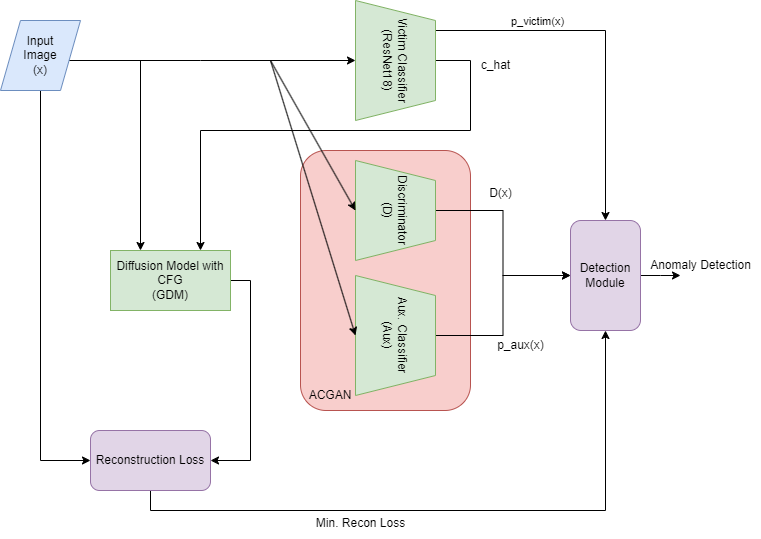 Input
Image
(x)
Victim Classifier
(ResNet18)
p_victim(x)
c_hat
Discriminator
(D)
D(x)
Diffusion Model with
CFG
(GDM)
Detection
Module
Anomaly Detection
Aux. Classifier
(Aux)
p_aux(x)
ACGAN
Reconstruction Loss
Min. Recon Loss